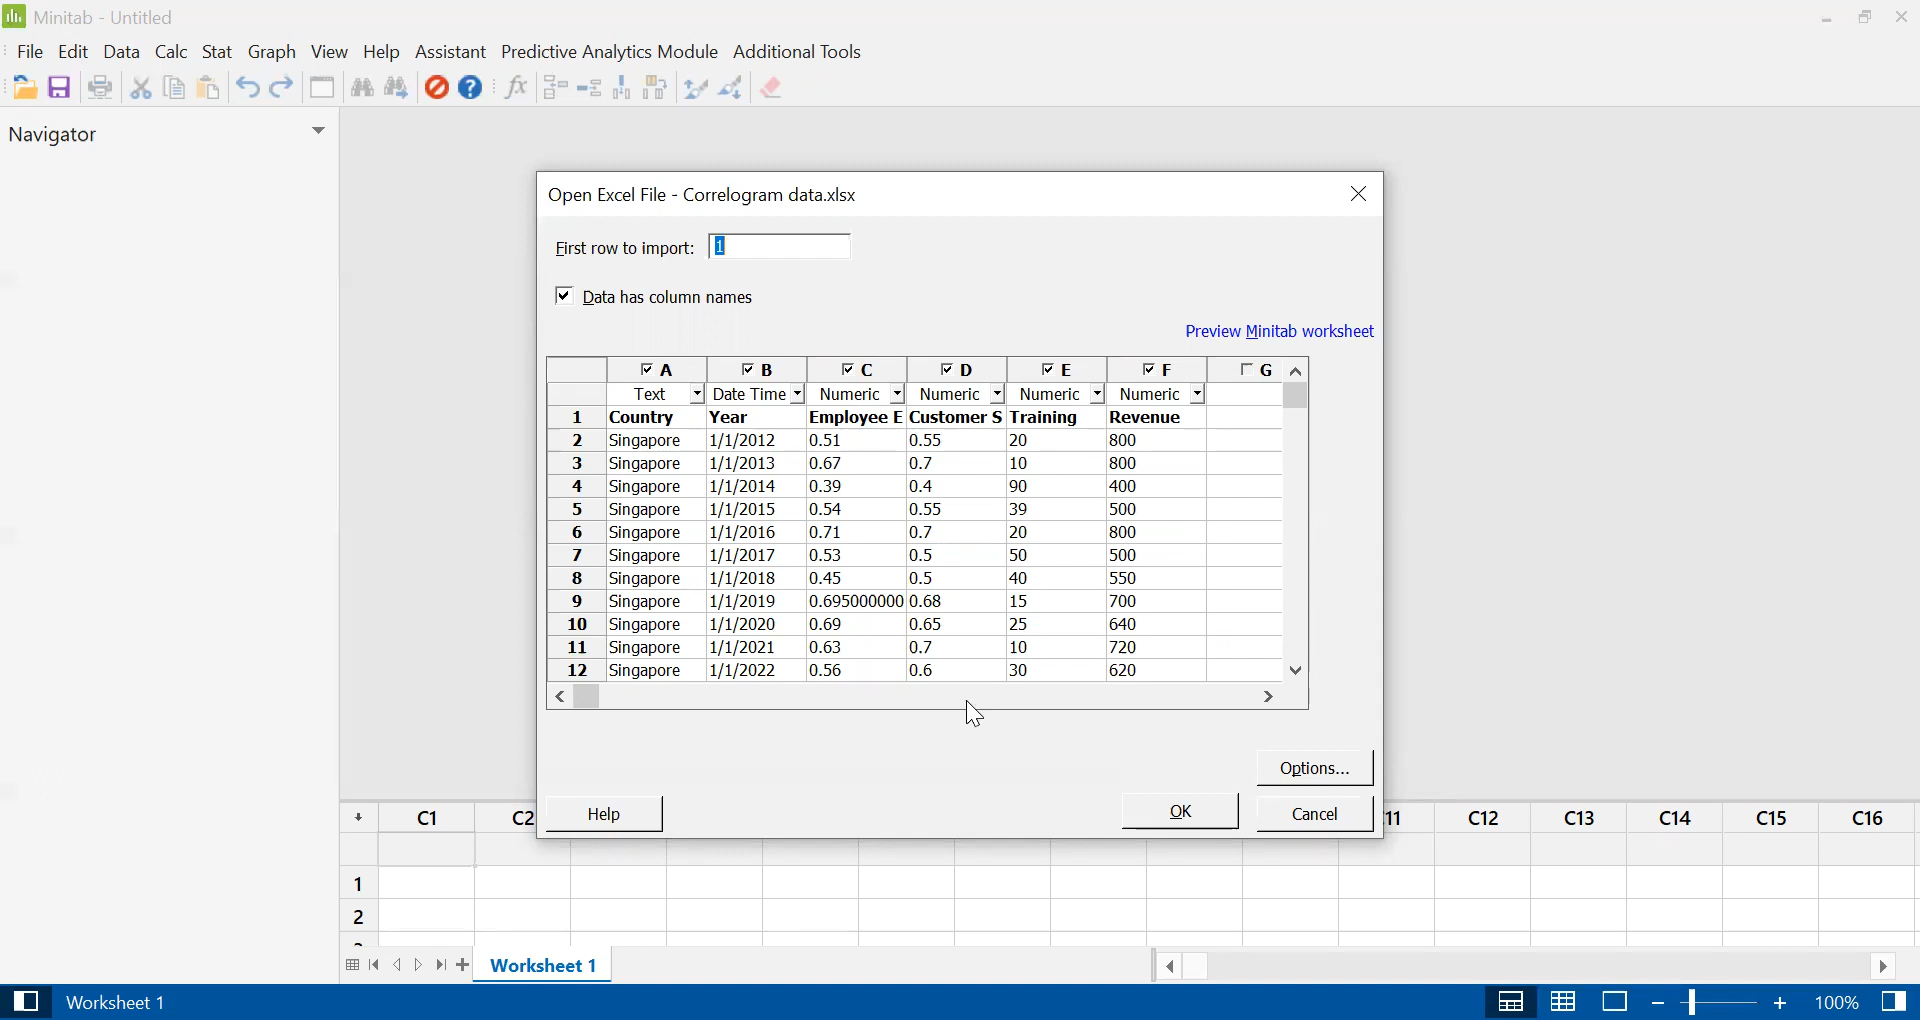 Minitab - Untitled
File Edit Data Calc Stat Graph View Help Assistant Predictive Analytics Module Additional Tools
fx
Navigator
Open Excel File - Correlogram data.xlsx
First row to import: 1
Data has column names
Preview Minitab worksheet
A B C D E F G
Text Date Time Numeric Numeric Numeric Numeric
1 Country Year Employee E Customer S Training Revenue
2 Singapore 1/1/2012 0.51 0.55 20 800
3 Singapore 1/1/2013 0.67 0.7 10 800
4 Singapore 1/1/2014 0.39 0.4 90 400
5 Singapore 1/1/2015 0.54 0.55 39 500
6 Singapore 1/1/2016 0.71 0.7 20 800
7 Singapore 1/1/2017 0.53 0.5 50 500
8 Singapore 1/1/2018 0.45 0.5 40 550
9 Singapore 1/1/2019 0.695000000 0.68 15 700
10 Singapore 1/1/2020 0.69 0.65 25 640
11 Singapore 1/1/2021 0.63 0.7 10 720
12 Singapore 1/1/2022 0.56 0.6 30 620
Options...
Help OK Cancel
C1 C2 11 C12 C13 C14 C15 C16
1
2
Worksheet 1
Worksheet 1 100%